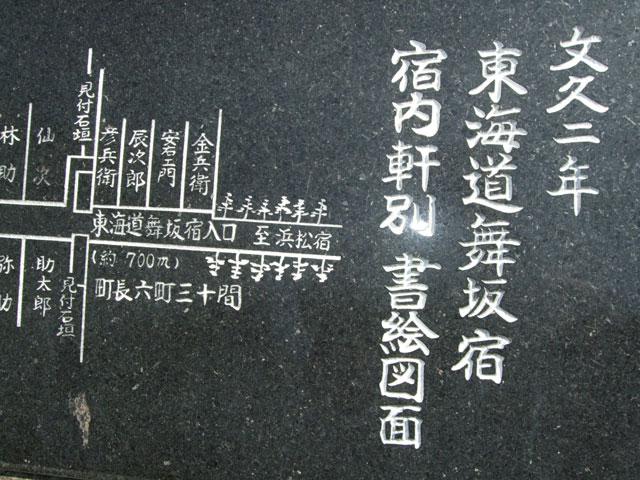 文久二年
東海道舞坂宿
宿内軒別 書絵図面
金兵衛
安右ェ門
辰次郎
彦兵衛
見付石垣
仙次
林助
東海道舞坂宿入口 至浜松宿
(約700m)
町長六町三十間
見付石垣
助太郎
弥助